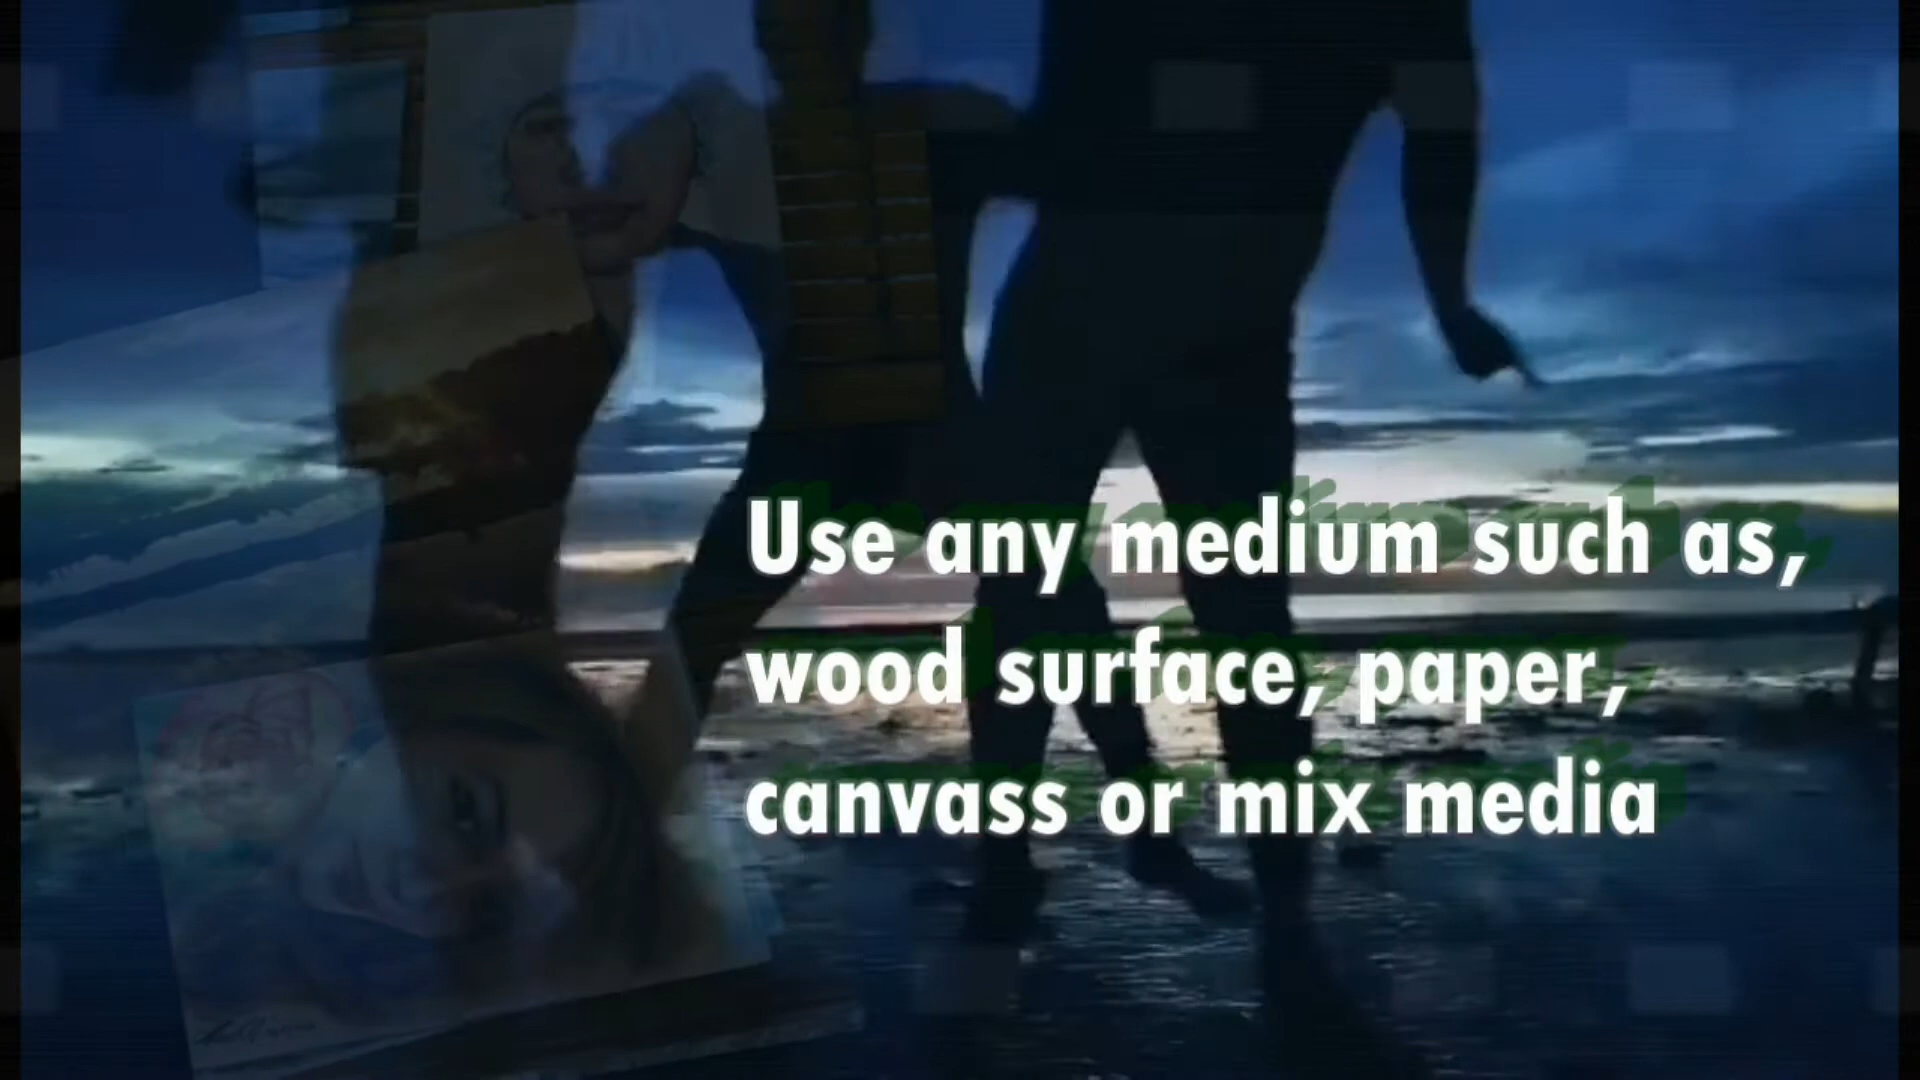 Use any medium such as,
wood surface, paper,
canvass or mix media